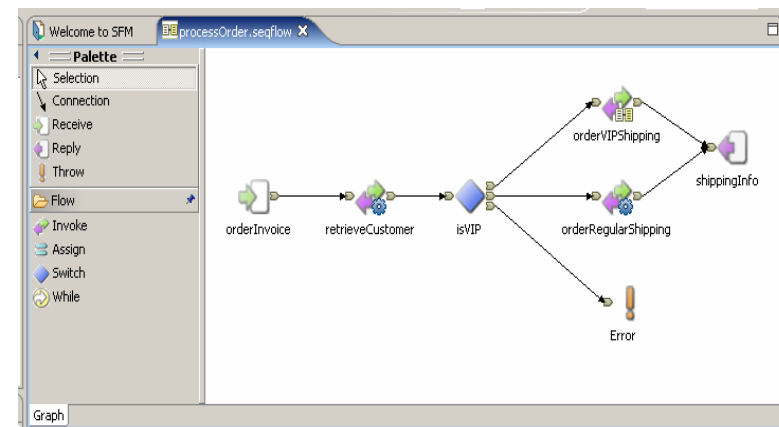 Welcome to SFM
processOrder.seqflow
Palette
Selection
Connection
Receive
Reply
Throw
Flow
Invoke
Assign
Switch
While
orderInvoice
retrieveCustomer
isVIP
orderVIPShipping
orderRegularShipping
shippingInfo
Error
Graph